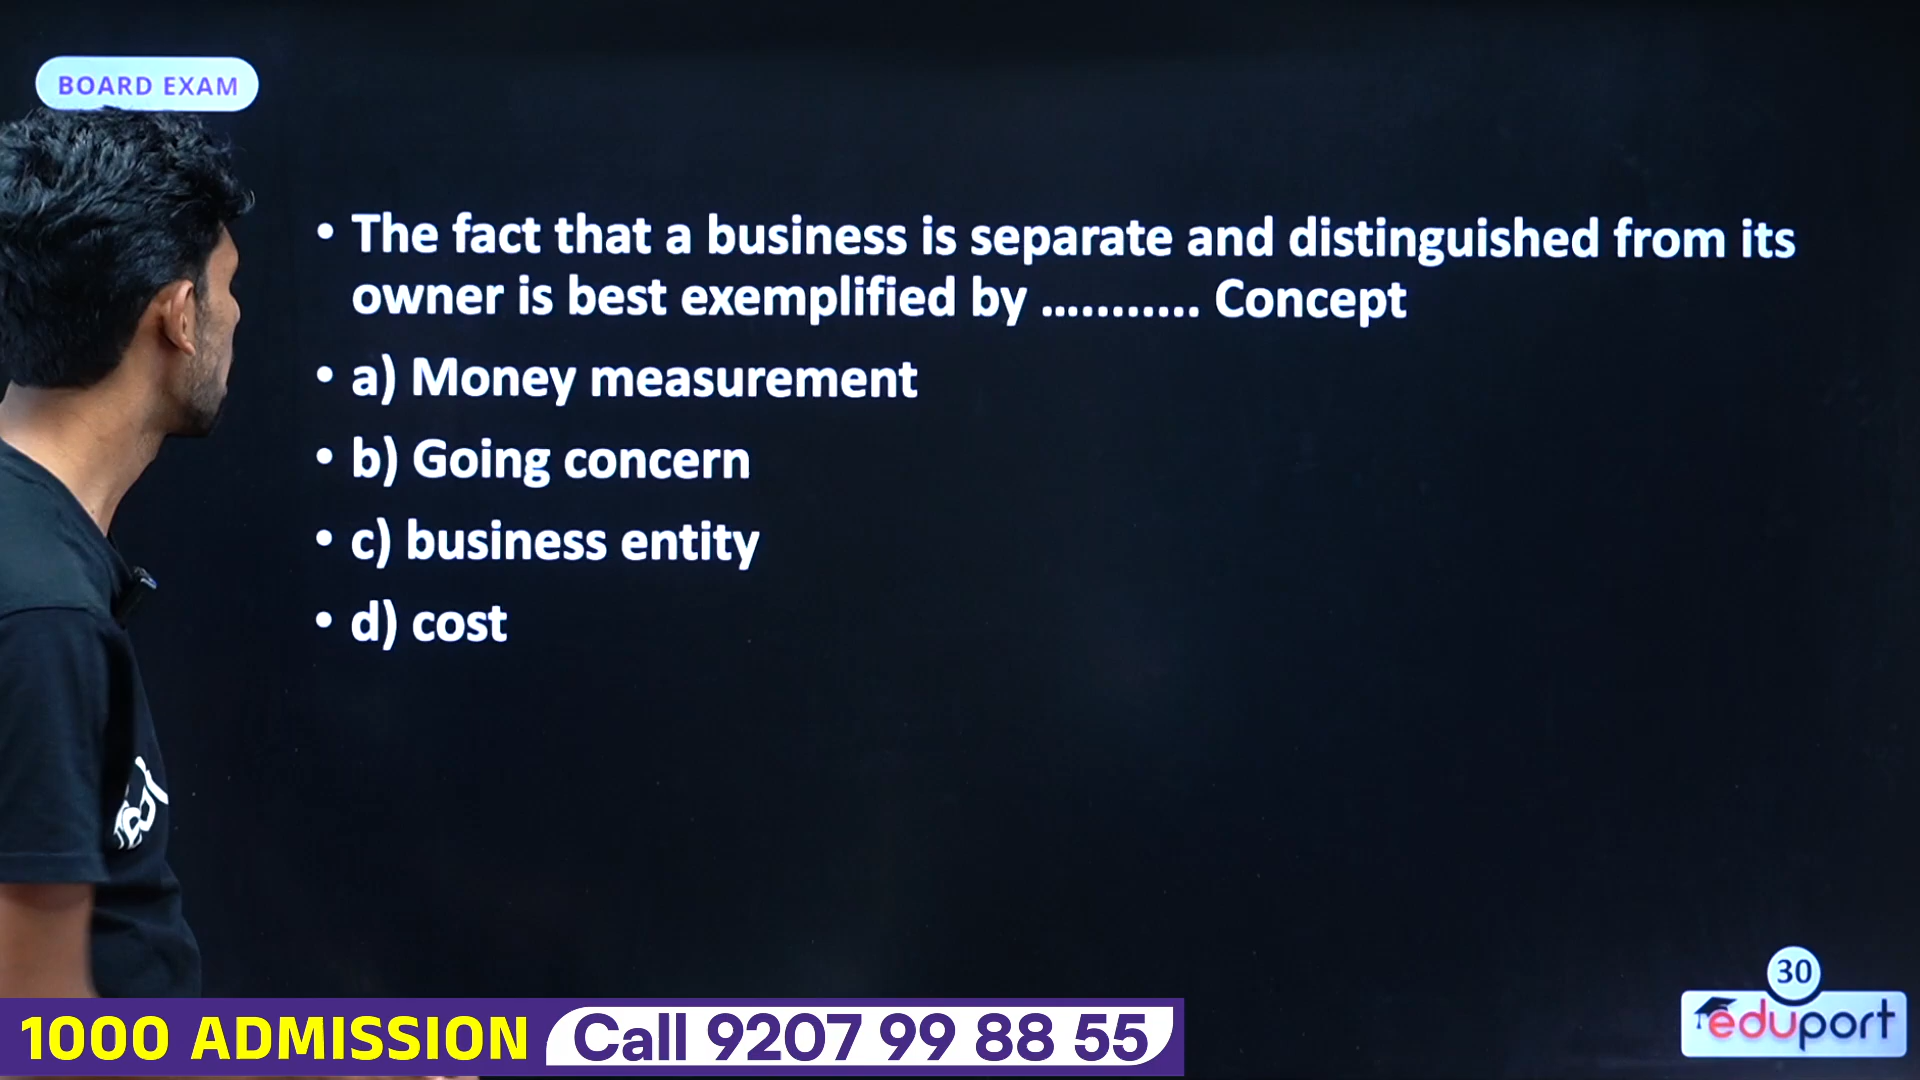 BOARD EXAM
• The fact that a business is separate and distinguished from its
owner is best exemplified by ........... Concept
• a) Money measurement
• b) Going concern
• c) business entity
• d) cost
30
eduport
1000 ADMISSION Call 9207 99 88 55